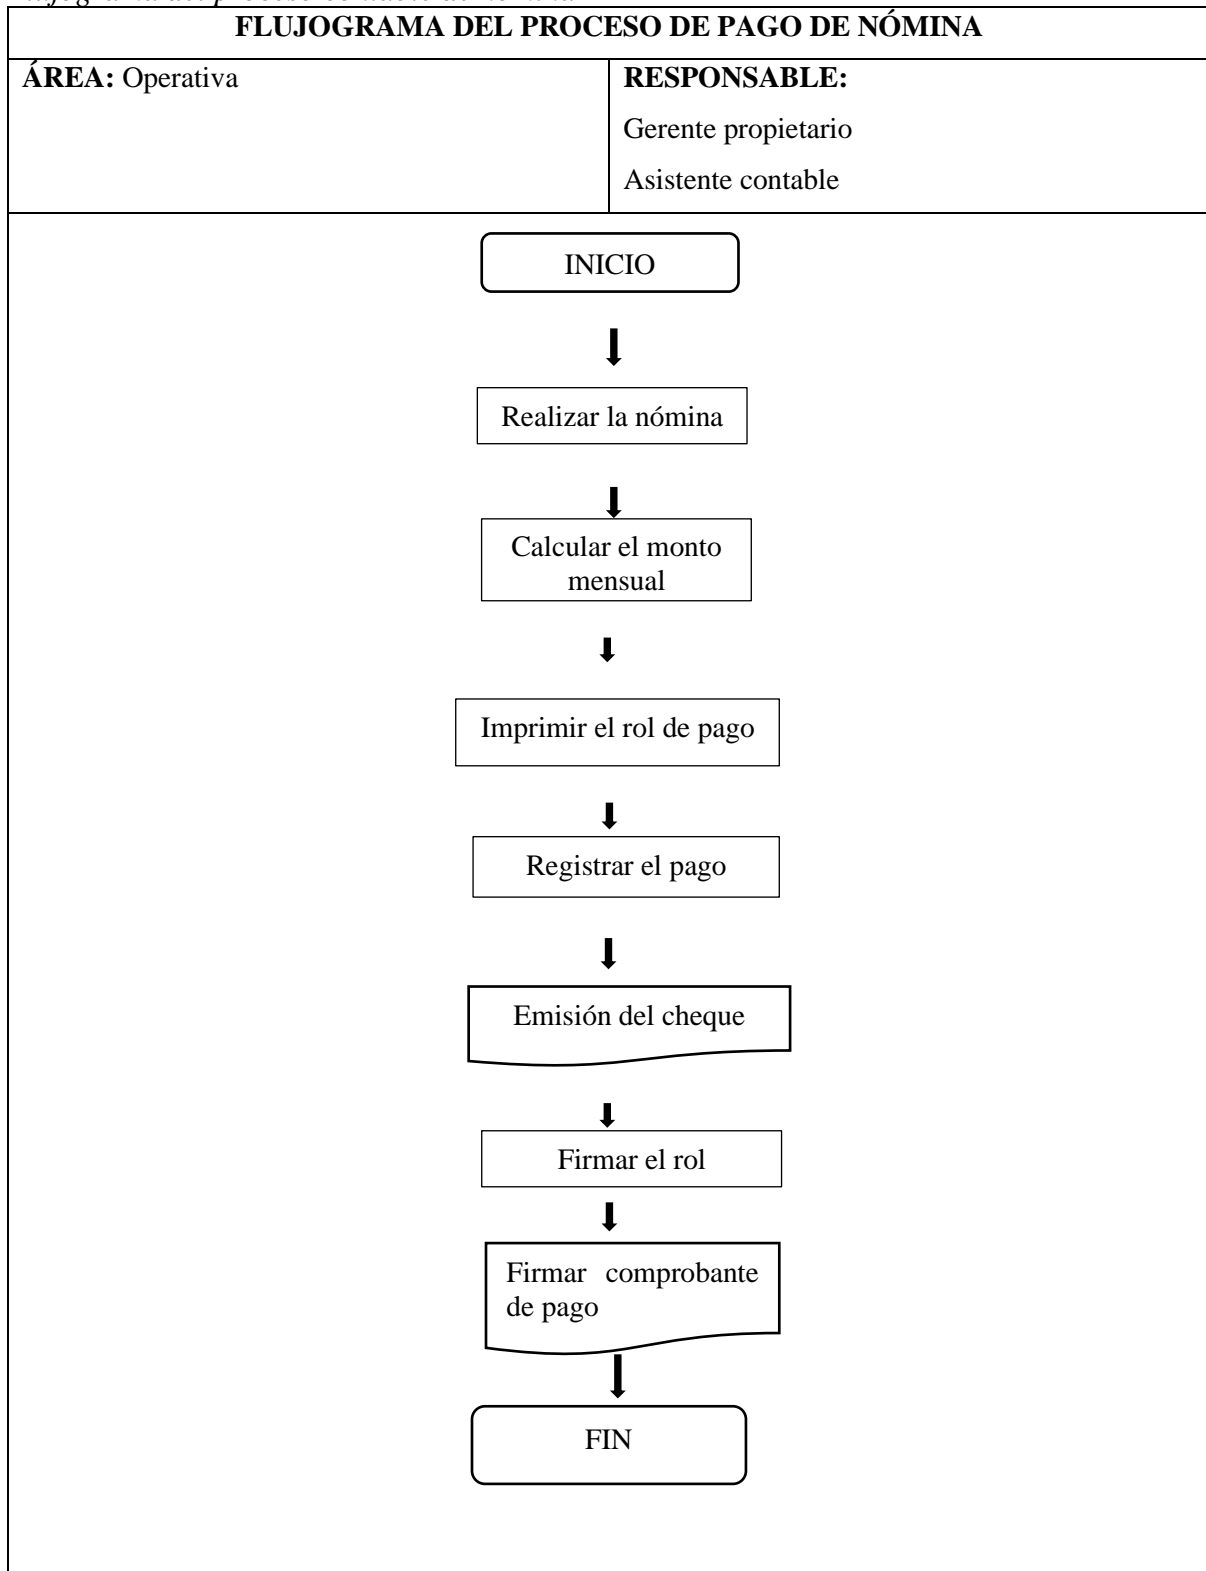 FLUJOGRAMA DEL PROCESO DE PAGO DE NÓMINA
ÁREA: Operativa
RESPONSABLE:
Gerente propietario
Asistente contable
INICIO
Realizar la nómina
Calcular el monto
mensual
Imprimir el rol de pago
Registrar el pago
Emisión del cheque
Firmar el rol
Firmar comprobante
de pago
FIN